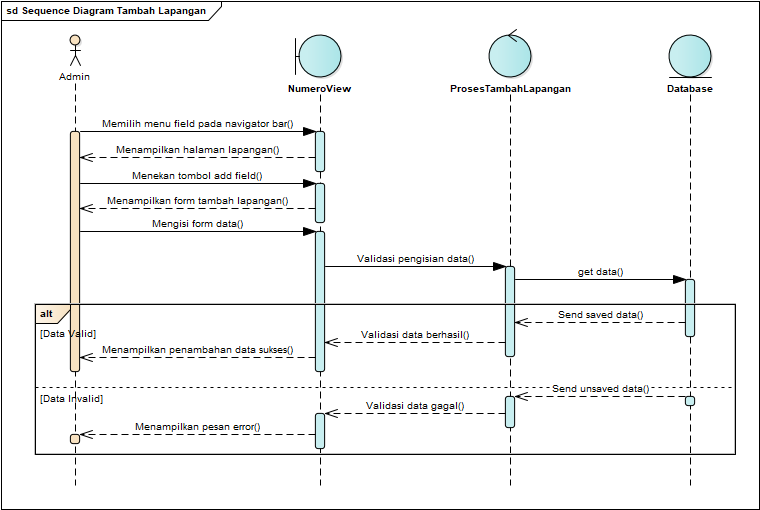 sd Sequence Diagram Tambah Lapangan
Admin
NumeroView
ProsesTambahLapangan
Database
Memilih menu field pada navigator bar()
Menampilkan halaman lapangan()
Menekan tombol add field()
Menampilkan form tambah lapangan()
Mengisi form data()
Validasi pengisian data()
get data()
alt
Send saved data()
[Data Valid]
Validasi data berhasil()
Menampilkan penambahan data sukses()
Send unsaved data()
[Data Invalid]
Validasi data gagal()
Menampilkan pesan error()